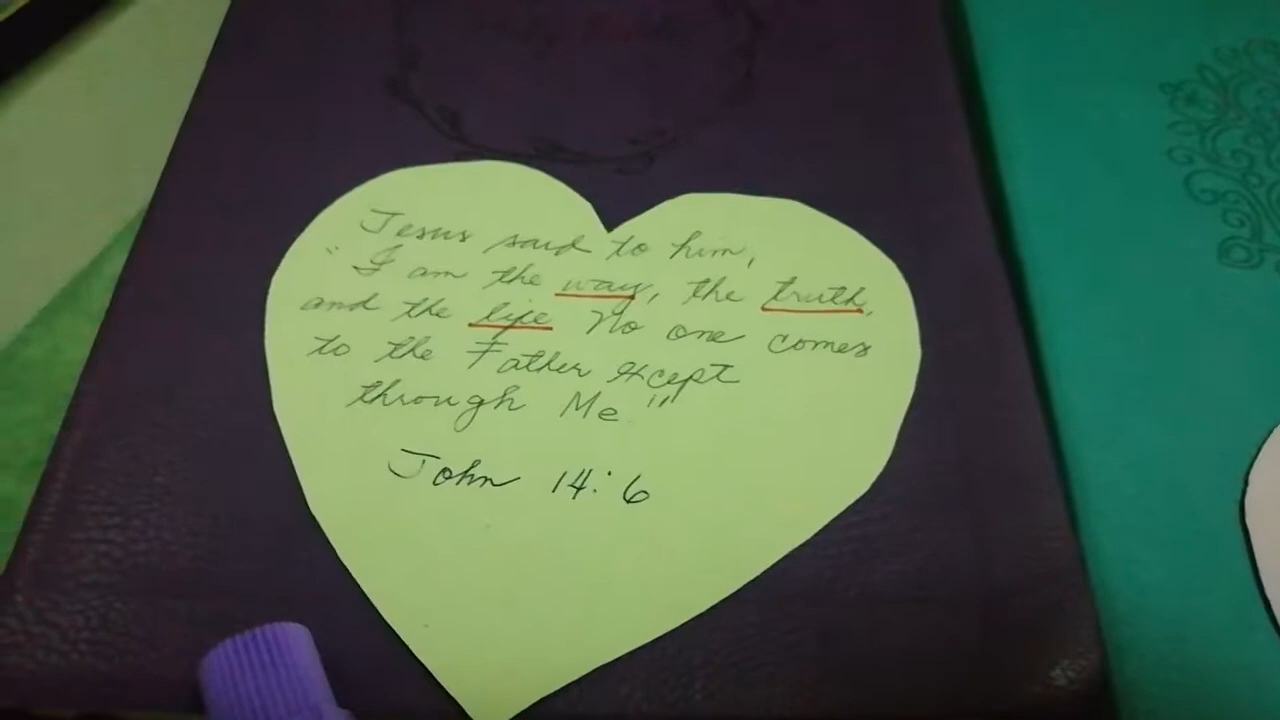 Jesus said to him,
"I am the way, the truth,
and the life No one comes
to the Father except
through Me."
John 14:6